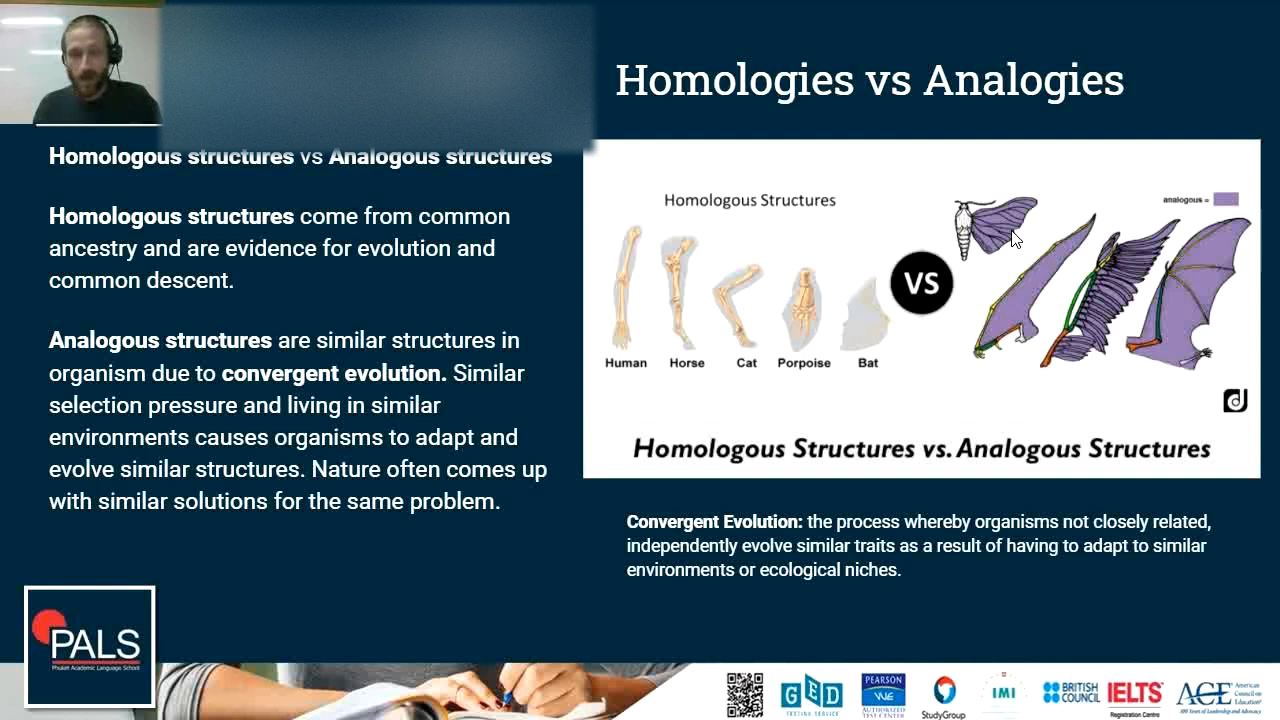 Homologies vs Analogies
Homologous structures vs Analogous structures
Homologous structures come from common
ancestry and are evidence for evolution and
common descent.
Analogous structures are similar structures in
organism due to convergent evolution. Similar
selection pressure and living in similar
environments causes organisms to adapt and
evolve similar structures. Nature often comes up
with similar solutions for the same problem.
Homologous Structures
analogous =
VS
Human Horse Cat Porpoise Bat
Homologous Structures vs. Analogous Structures
Convergent Evolution: the process whereby organisms not closely related,
independently evolve similar traits as a result of having to adapt to similar
environments or ecological niches.
PALS
Phuket Academic Language School
GED
TESTING SERVICE
PEARSON
VUE
AUTHORIZED
TEST CENTER
StudyGroup
IMI
BRITISH
COUNCIL
IELTS
Registration Centre
ACE
American
Council on
Education
100 Years of Leadership and Advocacy